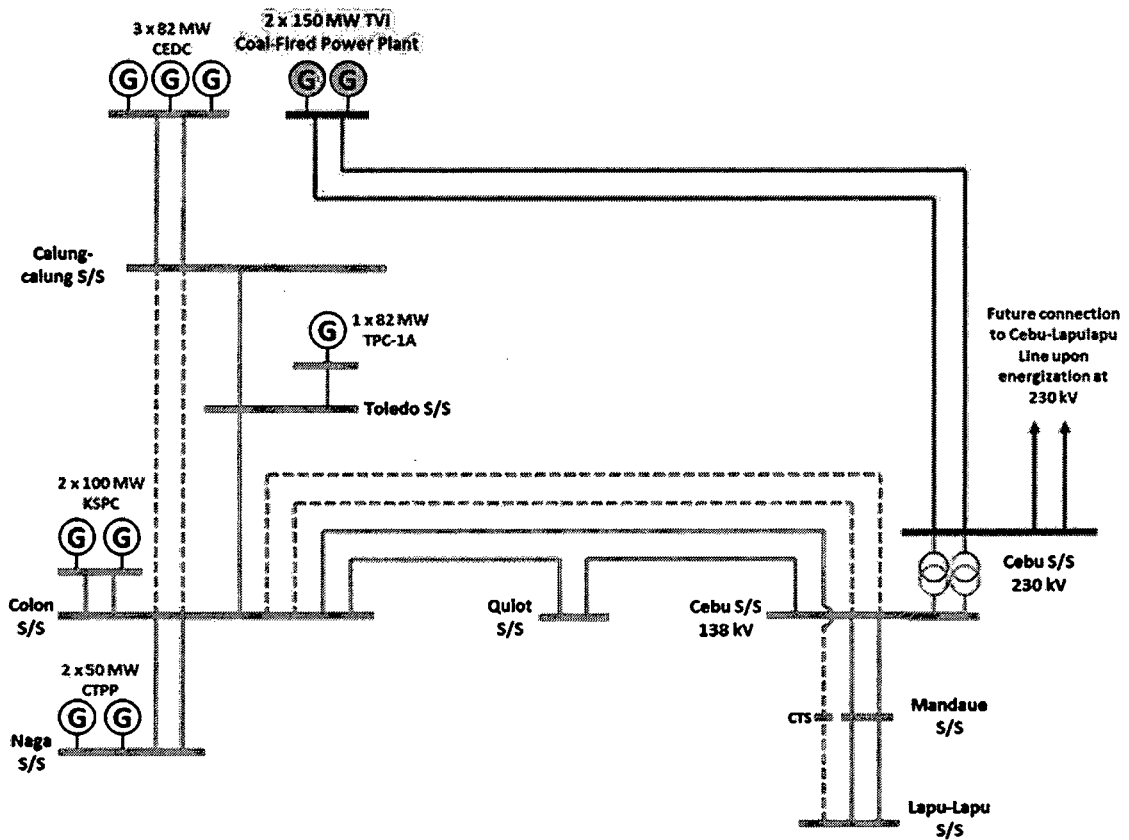 3 x 82 MW
CEDC
2 x 150 MW TVI
Coal-Fired Power Plant
G G G
G G
Calung-
calung S/S
G
1 x 82 MW
TPC-1A
Toledo S/S
Future connection
to Cebu-Lapulapu
Line upon
energization at
230 kV
2 x 100 MW
KSPC
G G
Colon
S/S
Quiot
S/S
Cebu S/S
138 kV
Cebu S/S
230 kV
2 x 50 MW
CTPP
G G
Naga
S/S
CTS
Mandaue
S/S
Lapu-Lapu
S/S